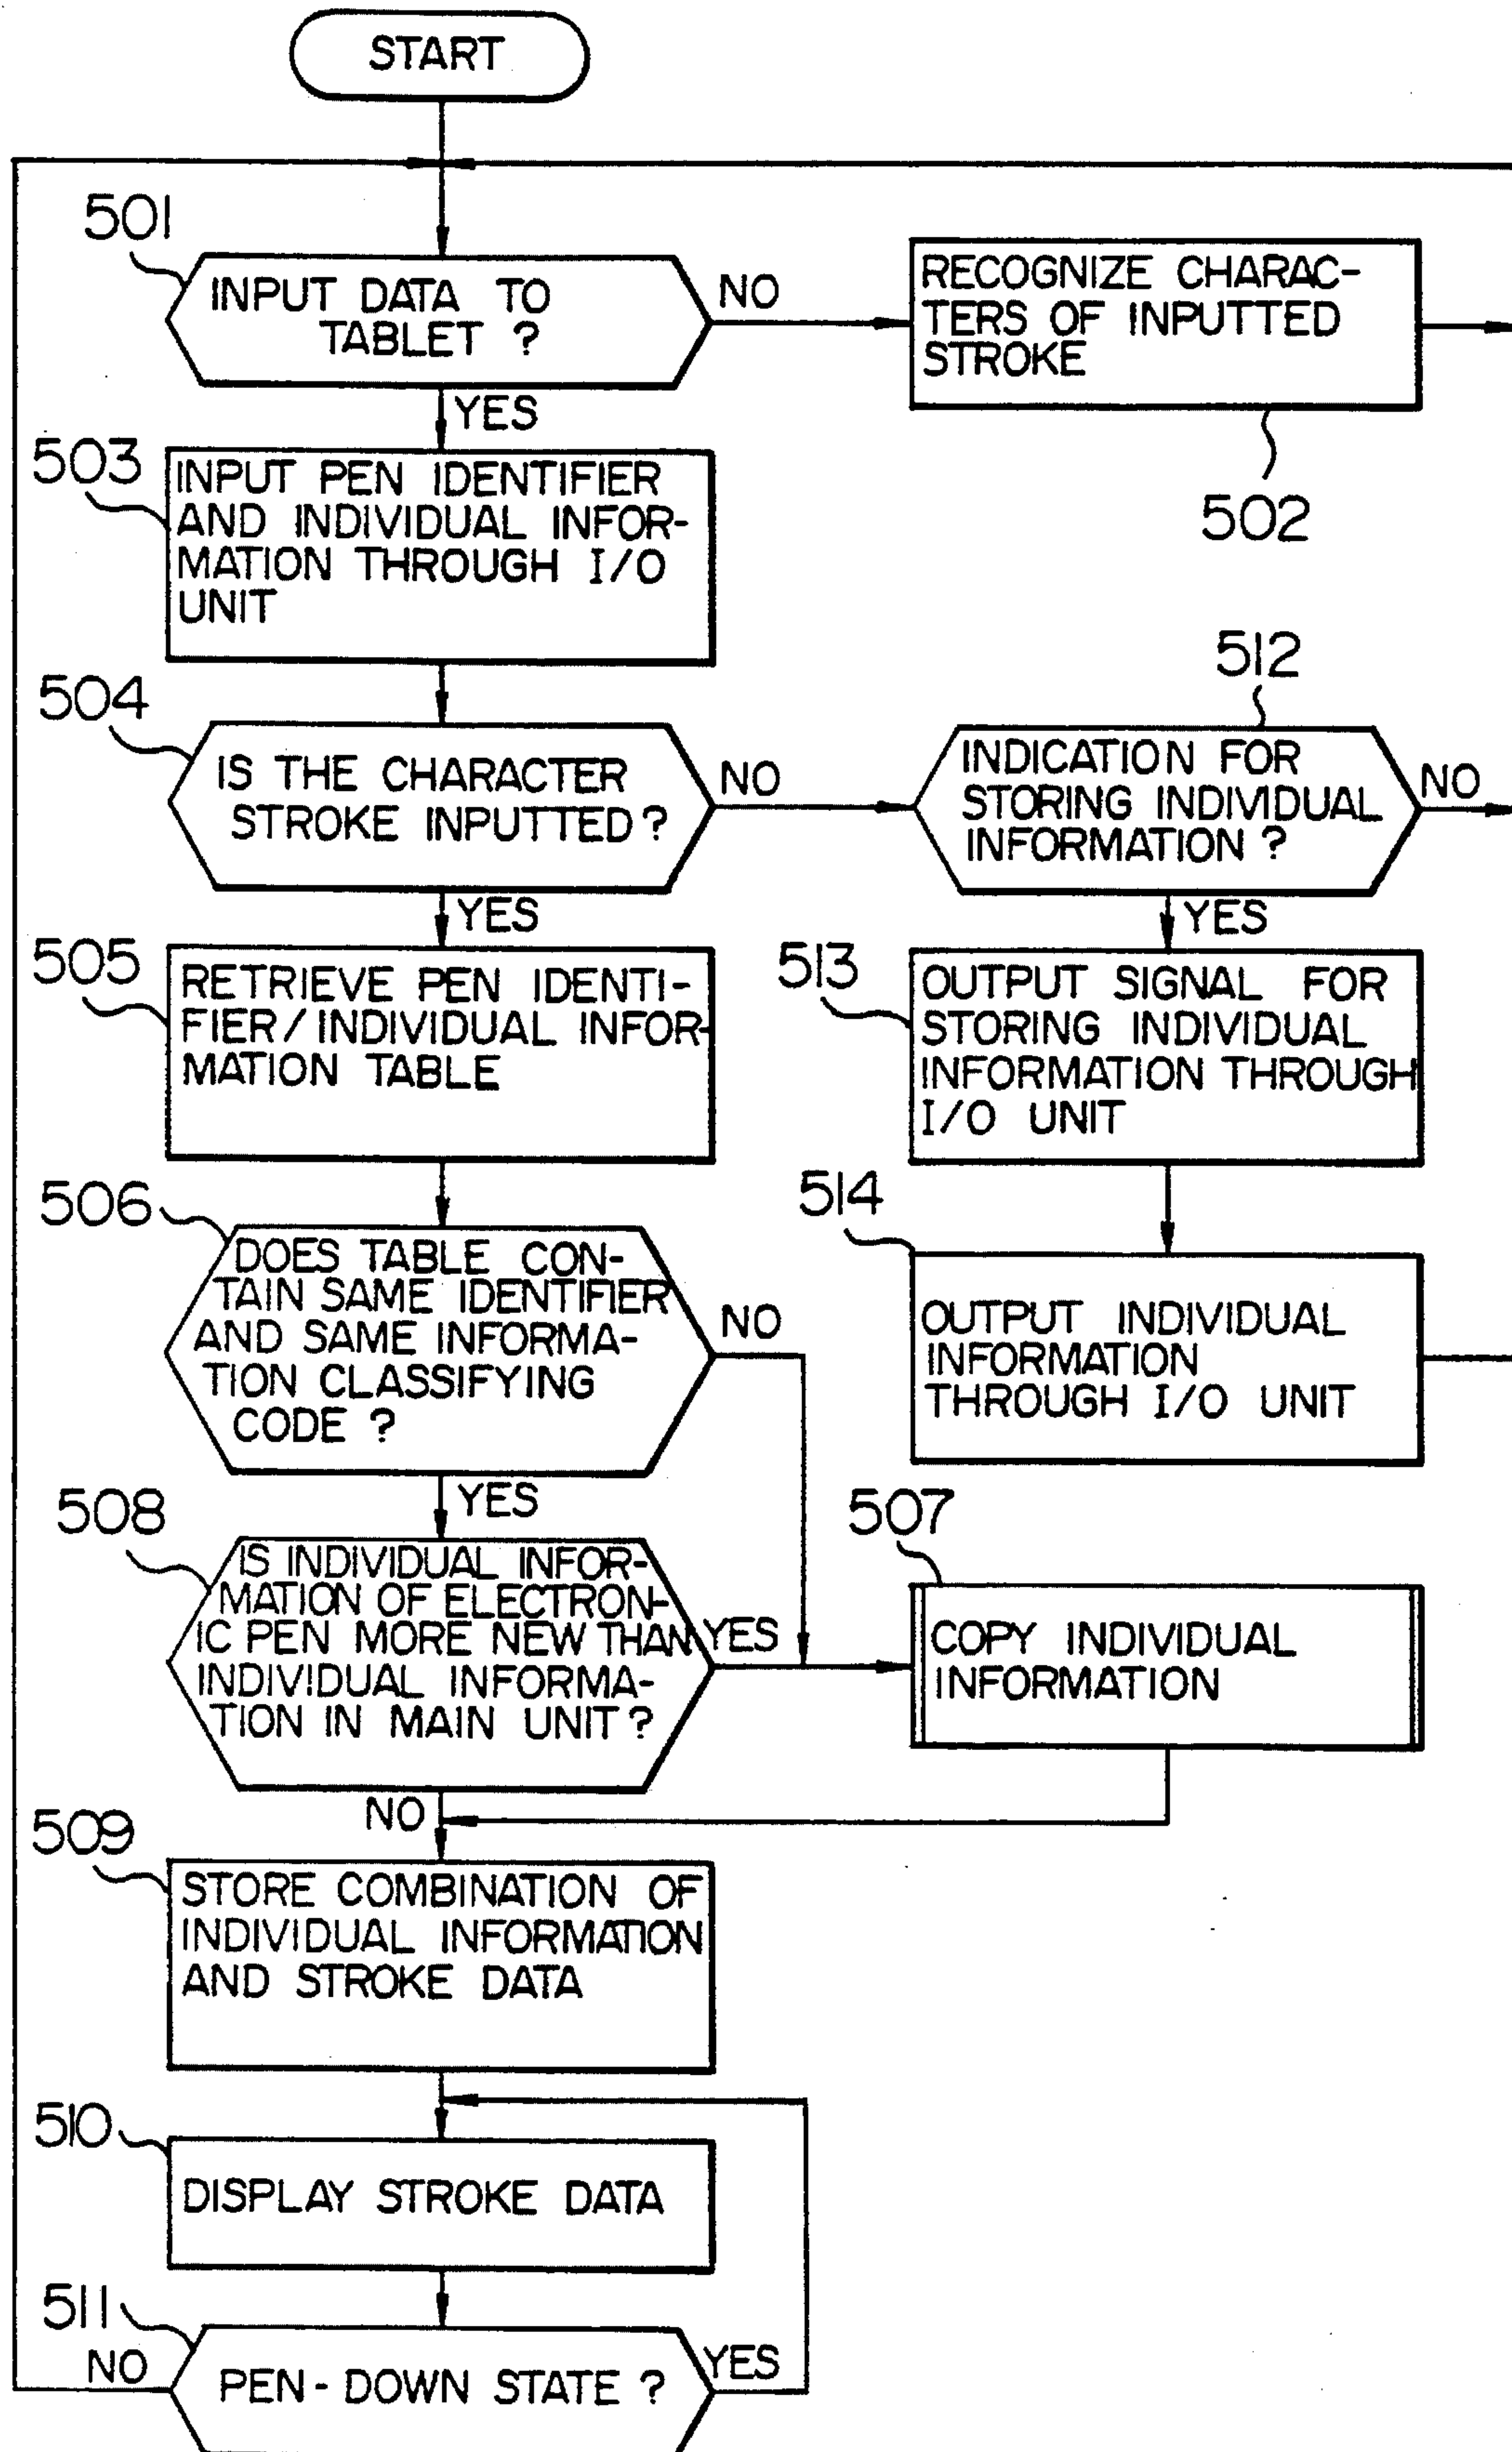 START
501
INPUT DATA TO
TABLET ?
NO
RECOGNIZE CHARAC-
TERS OF INPUTTED
STROKE
502
YES
503
INPUT PEN IDENTIFIER
AND INDIVIDUAL INFOR-
MATION THROUGH I/O
UNIT
504
IS THE CHARACTER
STROKE INPUTTED ?
NO
512
INDICATION FOR
STORING INDIVIDUAL
INFORMATION ?
NO
YES
YES
505
RETRIEVE PEN IDENTI-
FIER/INDIVIDUAL INFOR-
MATION TABLE
513
OUTPUT SIGNAL FOR
STORING INDIVIDUAL
INFORMATION THROUGH
I/O UNIT
506
DOES TABLE CON-
TAIN SAME IDENTIFIER
AND SAME INFORMA-
TION CLASSIFYING
CODE ?
NO
514
OUTPUT INDIVIDUAL
INFORMATION
THROUGH I/O UNIT
YES
508
IS INDIVIDUAL INFOR-
MATION OF ELECTRON-
IC PEN MORE NEW THAN
INDIVIDUAL INFORMA-
TION IN MAIN UNIT ?
YES
507
COPY INDIVIDUAL
INFORMATION
NO
509
STORE COMBINATION OF
INDIVIDUAL INFORMATION
AND STROKE DATA
510
DISPLAY STROKE DATA
511
NO
PEN-DOWN STATE ?
YES